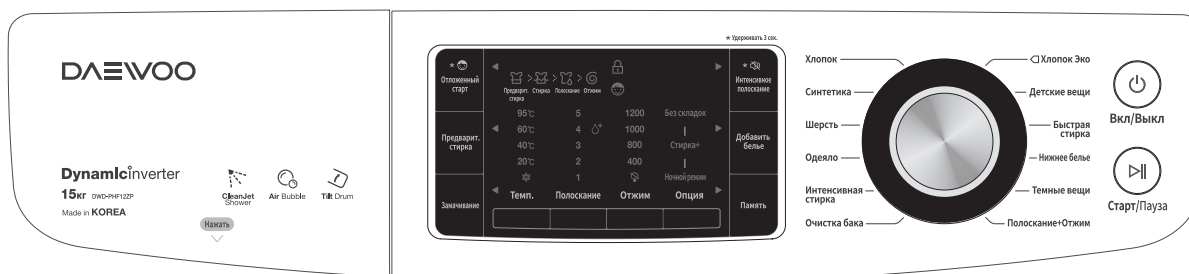 DAEWOO
Dynamicinverter
15кг DWD-PHF12ZP
Made in KOREA
CleanJet
Shower
Air Bubble
Tilt Drum
Нажать
* Удерживать 3 сек.
*
Отложенный
старт
Предварит.
стирка
Замачивание
Предварит.
стирка
> Стирка > Полоскание > Отжим
95℃ 5 1200 Без складок
60℃ 4 1000 |
40℃ 3 800 Стирка+
20℃ 2 400 |
1 Ночной режим
Темп. Полоскание Отжим Опция
*
Интенсивное
полоскание
Добавить
белье
Память
Хлопок
Синтетика
Шерсть
Одеяло
Интенсивная
стирка
Очистка бака
Хлопок Эко
Детские вещи
Быстрая
стирка
Нижнее белье
Темные вещи
Полоскание+Отжим
Вкл/Выкл
Старт/Пауза